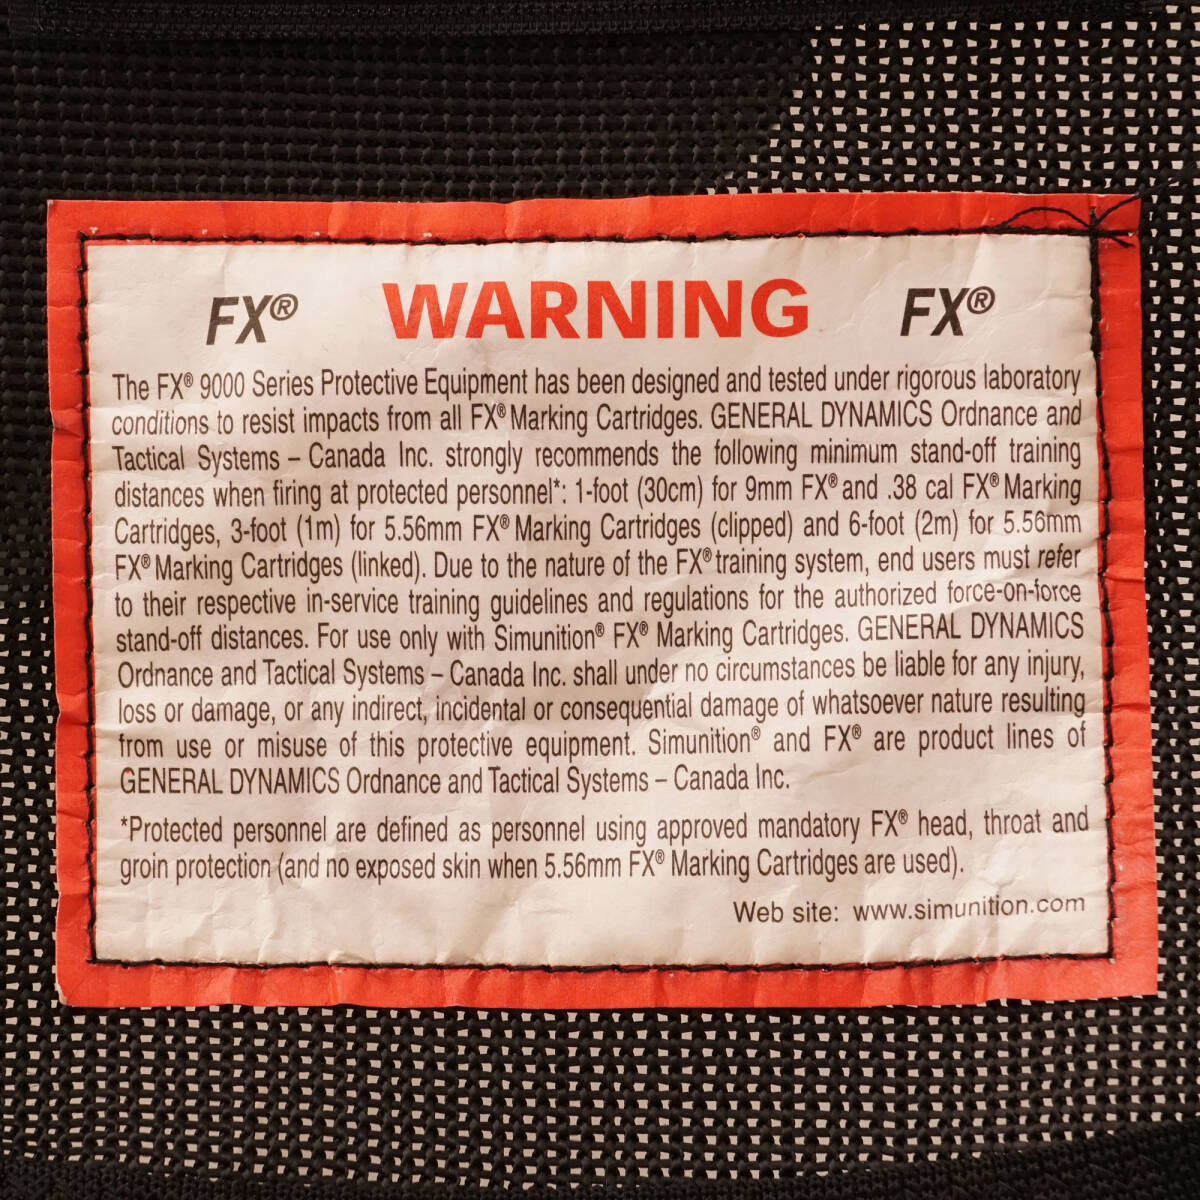 FX® WARNING FX®
The FX® 9000 Series Protective Equipment has been designed and tested under rigorous laboratory
conditions to resist impacts from all FX® Marking Cartridges. GENERAL DYNAMICS Ordnance and
Tactical Systems – Canada Inc. strongly recommends the following minimum stand-off training
distances when firing at protected personnel*: 1-foot (30cm) for 9mm FX® and .38 cal FX® Marking
Cartridges, 3-foot (1m) for 5.56mm FX® Marking Cartridges (clipped) and 6-foot (2m) for 5.56mm
FX® Marking Cartridges (linked). Due to the nature of the FX® training system, end users must refer
to their respective in-service training guidelines and regulations for the authorized force-on-force
stand-off distances. For use only with Simunition® FX® Marking Cartridges. GENERAL DYNAMICS
Ordnance and Tactical Systems – Canada Inc. shall under no circumstances be liable for any injury,
loss or damage, or any indirect, incidental or consequential damage of whatsoever nature resulting
from use or misuse of this protective equipment. Simunition® and FX® are product lines of
GENERAL DYNAMICS Ordnance and Tactical Systems – Canada Inc.
*Protected personnel are defined as personnel using approved mandatory FX® head, throat and
groin protection (and no exposed skin when 5.56mm FX® Marking Cartridges are used).
Web site: www.simunition.com